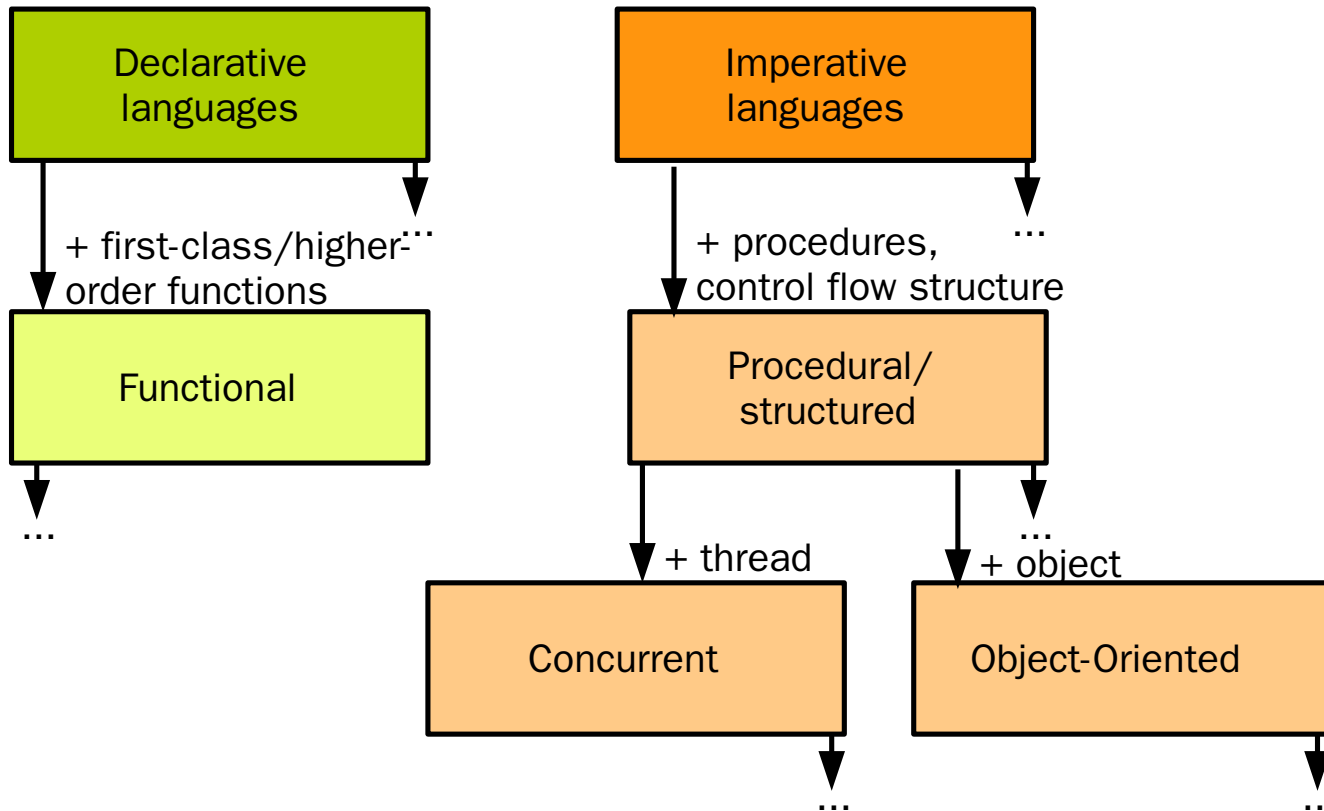 Declarative
languages
Imperative
languages
...
...
+ first-class/higher-
order functions
+ procedures,
control flow structure
Functional
Procedural/
structured
...
...
+ thread
+ object
Concurrent
Object-Oriented
...
...